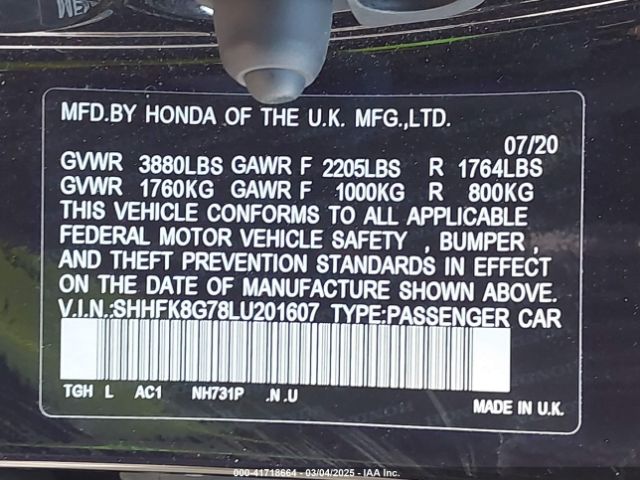 MFD.BY HONDA OF THE U.K. MFG.,LTD.
07/20
GVWR 3880LBS GAWR F 2205LBS R 1764LBS
GVWR 1760KG GAWR F 1000KG R 800KG
THIS VEHICLE CONFORMS TO ALL APPLICABLE
FEDERAL MOTOR VEHICLE SAFETY , BUMPER ,
AND THEFT PREVENTION STANDARDS IN EFFECT
ON THE DATE OF MANUFACTURE SHOWN ABOVE.
V.I.N.:SHHFK8G78LU201607 TYPE:PASSENGER CAR
TGH L AC1 NH731P .N .U
MADE IN U.K.
000-41718664 - 03/04/2025 - IAA Inc.